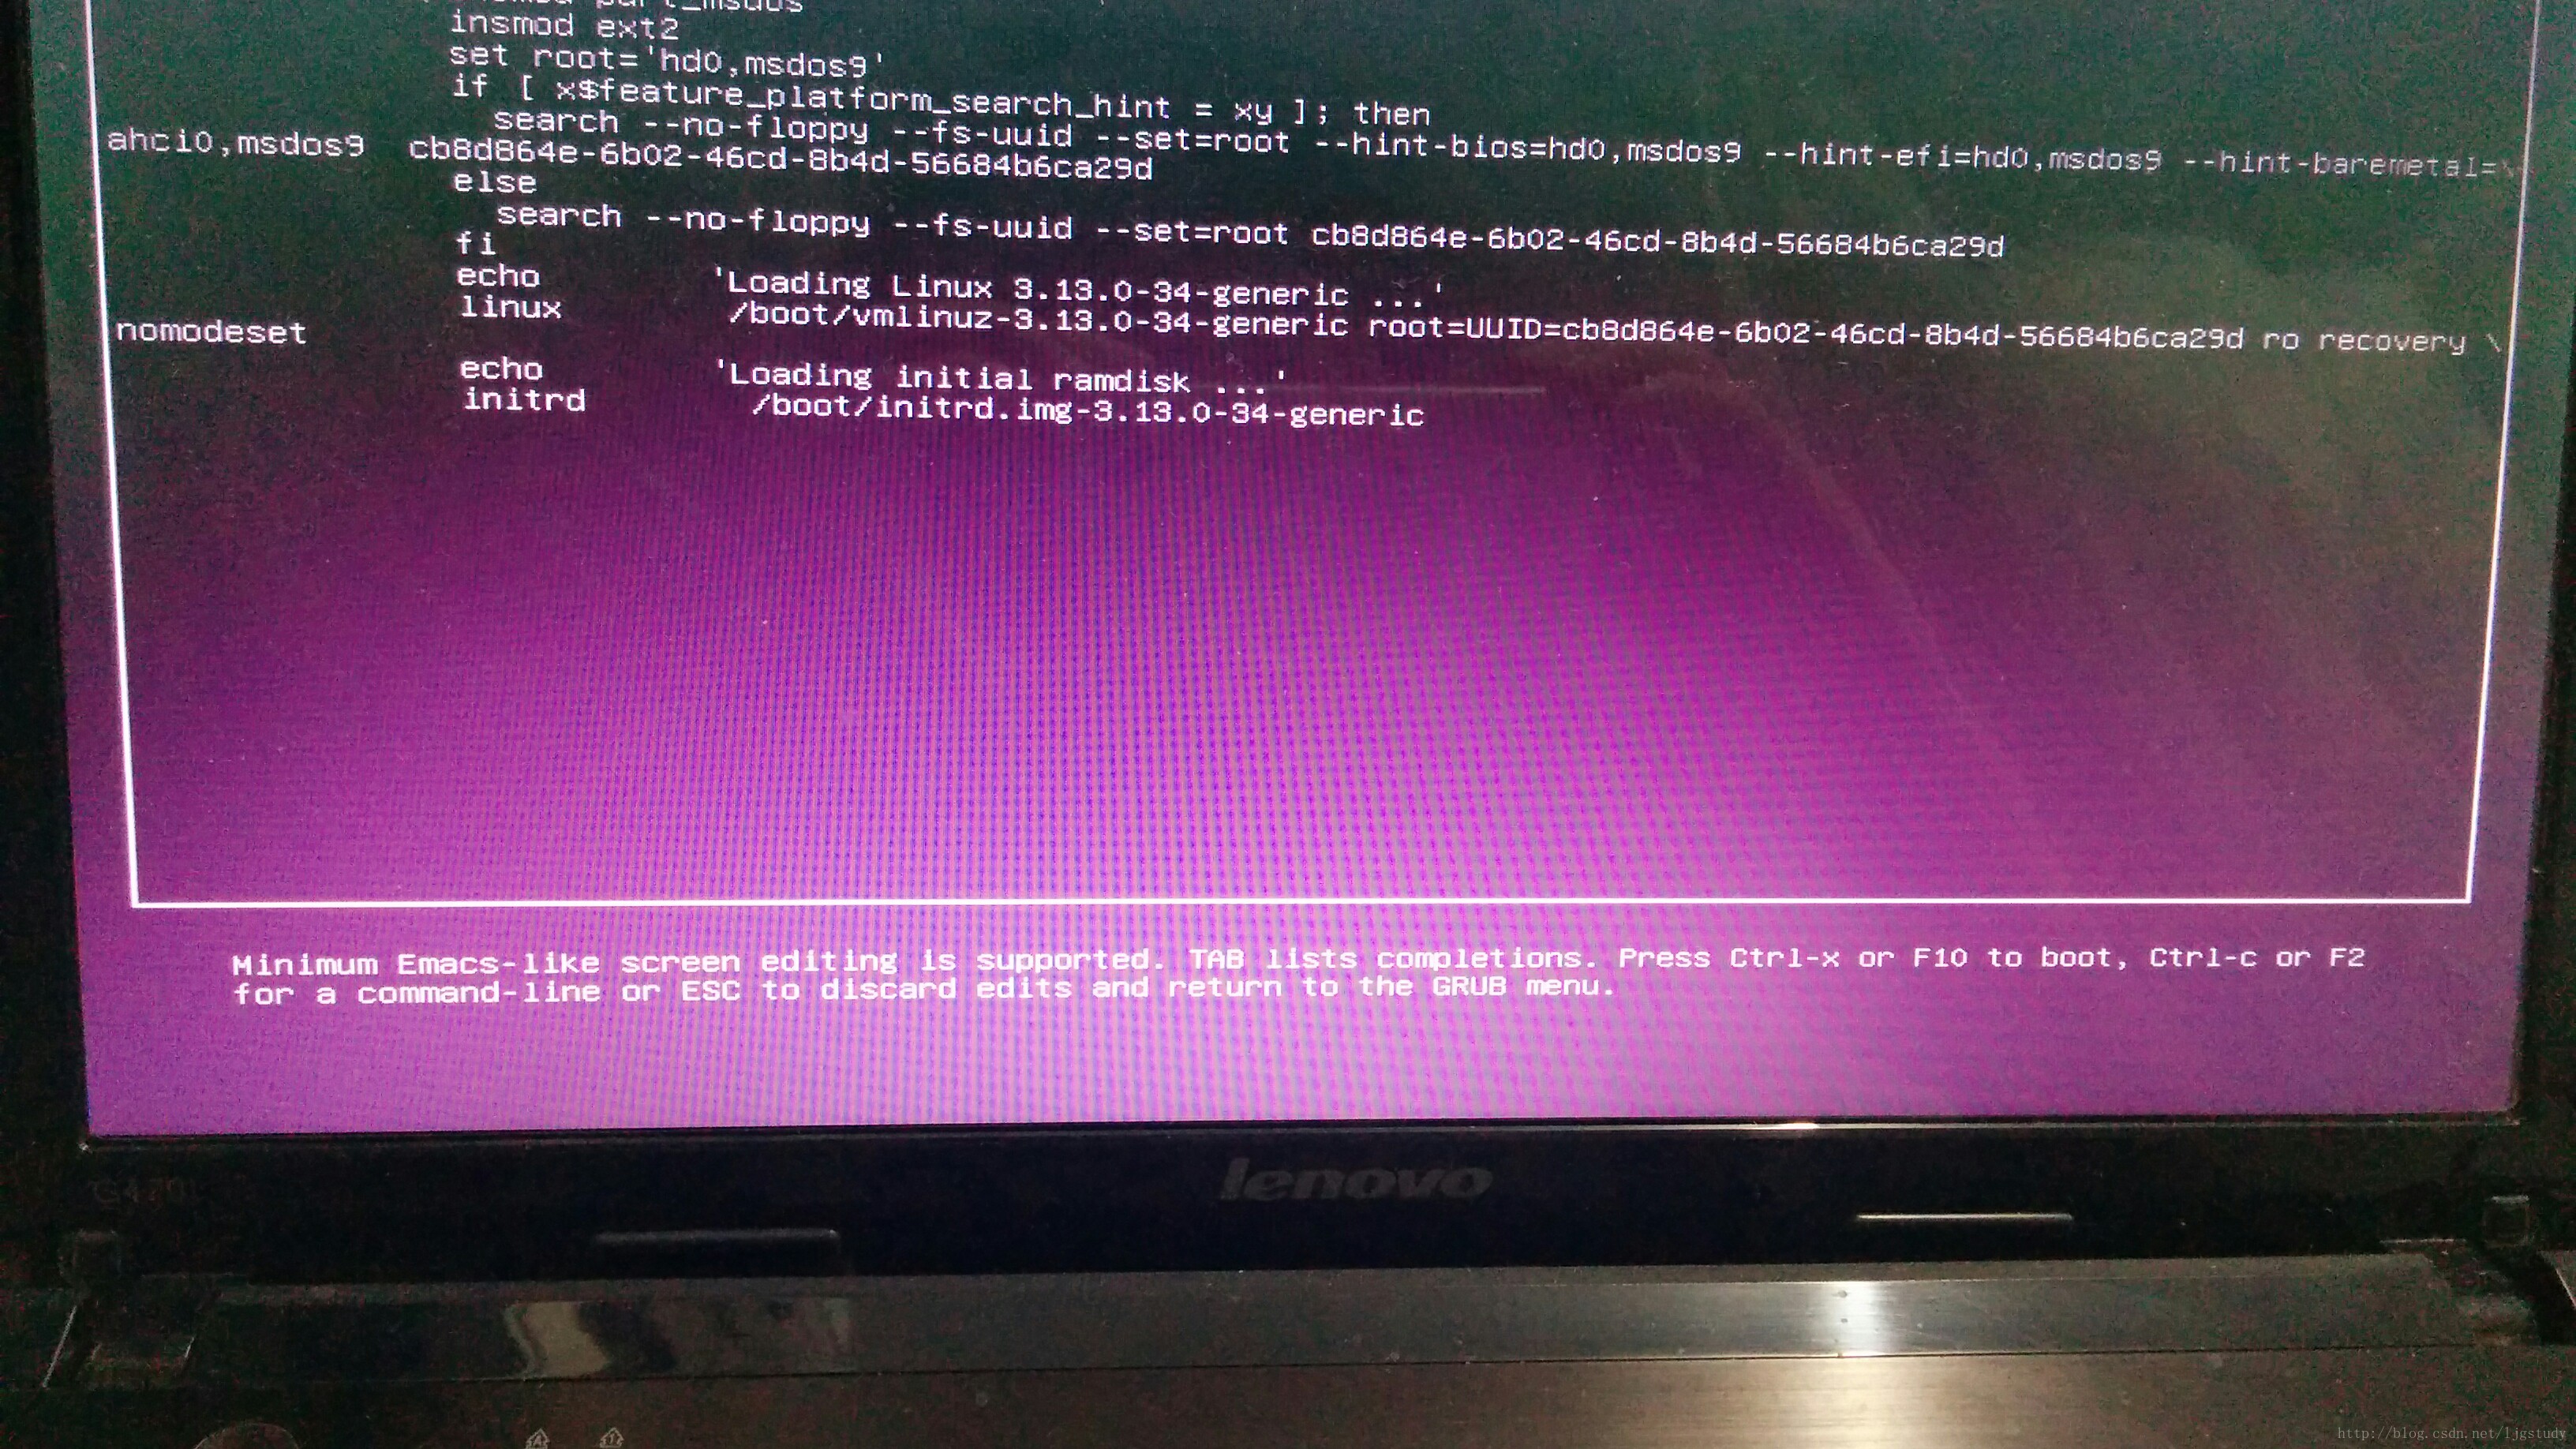 insmod ext2
set root='hd0,msdos9'
if [ x$feature_platform_search_hint = xy ]; then
search --no-floppy --fs-uuid --set=root --hint-bios=hd0,msdos9 --hint-efi=hd0,msdos9 --hint-baremetal=\
ahci0,msdos9 cb8d864e-6b02-46cd-8b4d-56684b6ca29d
else
search --no-floppy --fs-uuid --set=root cb8d864e-6b02-46cd-8b4d-56684b6ca29d
fi
echo 'Loading Linux 3.13.0-34-generic ...'
linux /boot/vmlinuz-3.13.0-34-generic root=UUID=cb8d864e-6b02-46cd-8b4d-56684b6ca29d ro recovery \
nomodeset
echo 'Loading initial ramdisk ...'
initrd /boot/initrd.img-3.13.0-34-generic
Minimum Emacs-like screen editing is supported. TAB lists completions. Press Ctrl-x or F10 to boot, Ctrl-c or F2
for a command-line or ESC to discard edits and return to the GRUB menu.
lenovo
http://blog.csdn.net/ljgstudy